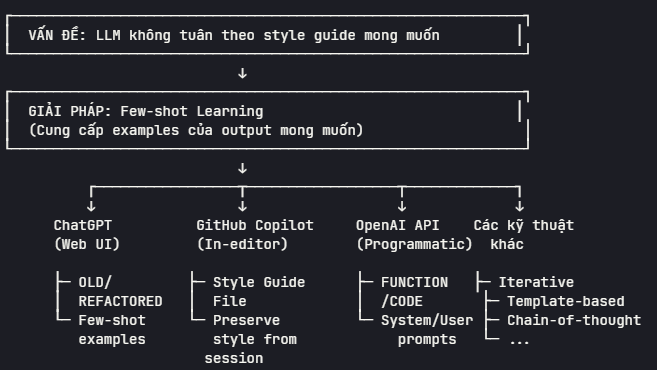 VẤN ĐỀ: LLM không tuân theo style guide mong muốn
↓
GIẢI PHÁP: Few-shot Learning
(Cung cấp examples của output mong muốn)
↓
↓ ↓ ↓ ↓
ChatGPT GitHub Copilot OpenAI API Các kỹ thuật
(Web UI) (In-editor) (Programmatic) khác
├─ OLD/ ├─ Style Guide ├─ FUNCTION ├─ Iterative
│ REFACTORED │ File │ /CODE ├─ Template-based
└─ Few-shot └─ Preserve └─ System/User ├─ Chain-of-thought
examples style from prompts └─ ...
session